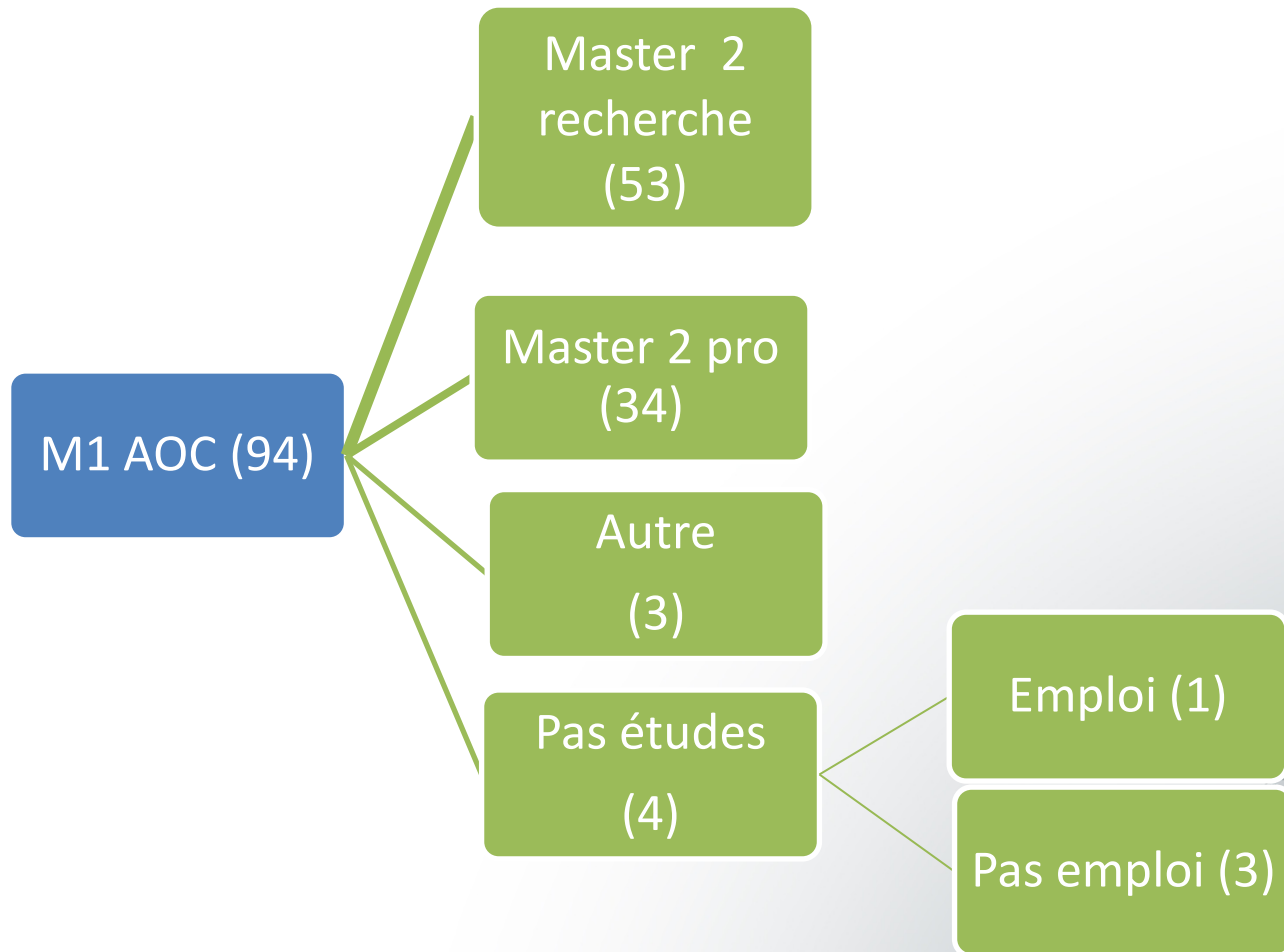 M1 AOC (94)
Master 2
recherche
(53)
Master 2 pro
(34)
Autre
(3)
Pas études
(4)
Emploi (1)
Pas emploi (3)